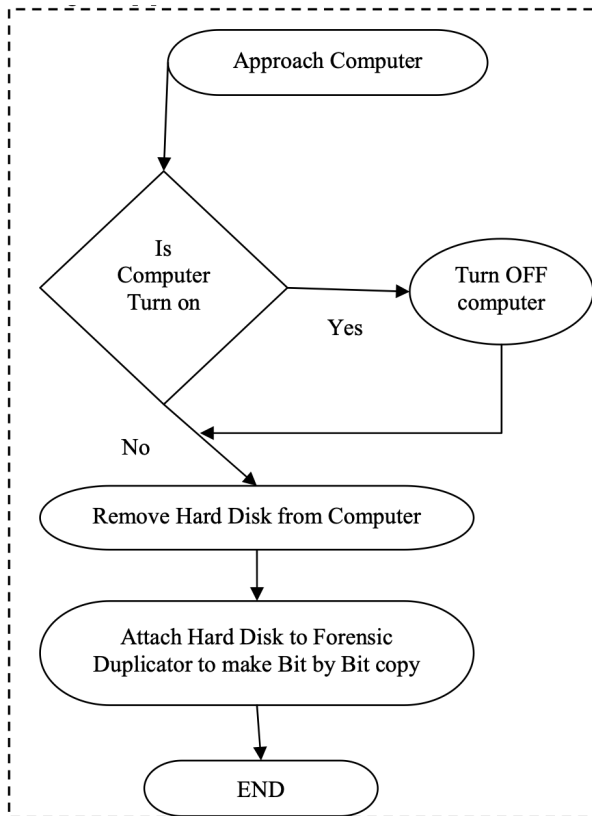 Approach Computer
Is
Computer
Turn on
Yes
Turn OFF
computer
No
Remove Hard Disk from Computer
Attach Hard Disk to Forensic
Duplicator to make Bit by Bit copy
END